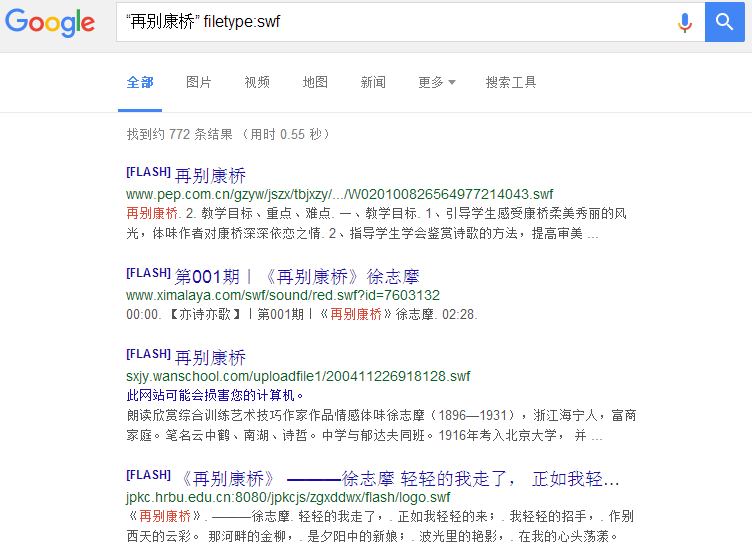 Google
“再别康桥” filetype:swf
全部 图片 视频 地图 新闻 更多 搜索工具
找到约 772 条结果 （用时 0.55 秒）
[FLASH] 再别康桥
www.pep.com.cn/gzyw/jszx/tbjxzy/.../W020100826564977214043.swf
再别康桥. 2. 教学目标、重点、难点. 一、教学目标. 1、引导学生感受康桥柔美秀丽的风
光，体味作者对康桥深深依恋之情. 2、指导学生学会鉴赏诗歌的方法，提高审美 ...
[FLASH] 第001期丨《再别康桥》徐志摩
www.ximalaya.com/swf/sound/red.swf?id=7603132
00:00. 【亦诗亦歌】丨第001期丨《再别康桥》徐志摩. 02:28.
[FLASH] 再别康桥
sxjy.wanschool.com/uploadfile1/200411226918128.swf
此网站可能会损害您的计算机。
朗读欣赏综合训练艺术技巧作家作品情感体味徐志摩（1896—1931），浙江海宁人，富商
家庭。笔名云中鹤、南湖、诗哲。中学与郁达夫同班。1916年考入北京大学， 并 ...
[FLASH] 《再别康桥》 ———徐志摩 轻轻的我走了， 正如我轻...
jpkc.hrbu.edu.cn:8080/jpkcjs/zgxddwx/flash/logo.swf
《再别康桥》. ———徐志摩. 轻轻的我走了，. 正如我轻轻的来；. 我轻轻的招手，. 作别
西天的云彩。 那河畔的金柳，. 是夕阳中的新娘；. 波光里的艳影，. 在我的心头荡漾。